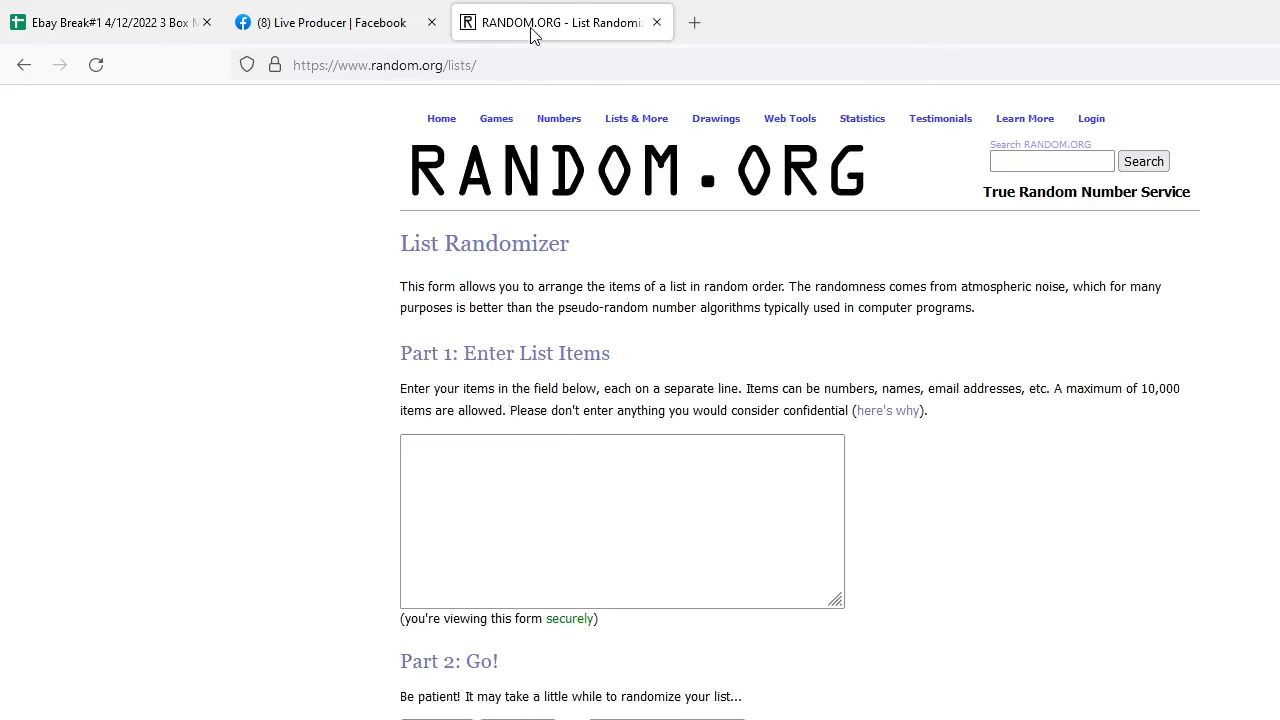 Ebay Break#1 4/12/2022 3 Box
(8) Live Producer | Facebook
RANDOM.ORG - List Randomiz
https://www.random.org/lists/
Home Games Numbers Lists & More Drawings Web Tools Statistics Testimonials Learn More Login
Search RANDOM.ORG
RANDOM.ORG
Search
True Random Number Service
List Randomizer
This form allows you to arrange the items of a list in random order. The randomness comes from atmospheric noise, which for many
purposes is better than the pseudo-random number algorithms typically used in computer programs.
Part 1: Enter List Items
Enter your items in the field below, each on a separate line. Items can be numbers, names, email addresses, etc. A maximum of 10,000
items are allowed. Please don't enter anything you would consider confidential (here's why).
(you're viewing this form securely)
Part 2: Go!
Be patient! It may take a little while to randomize your list...